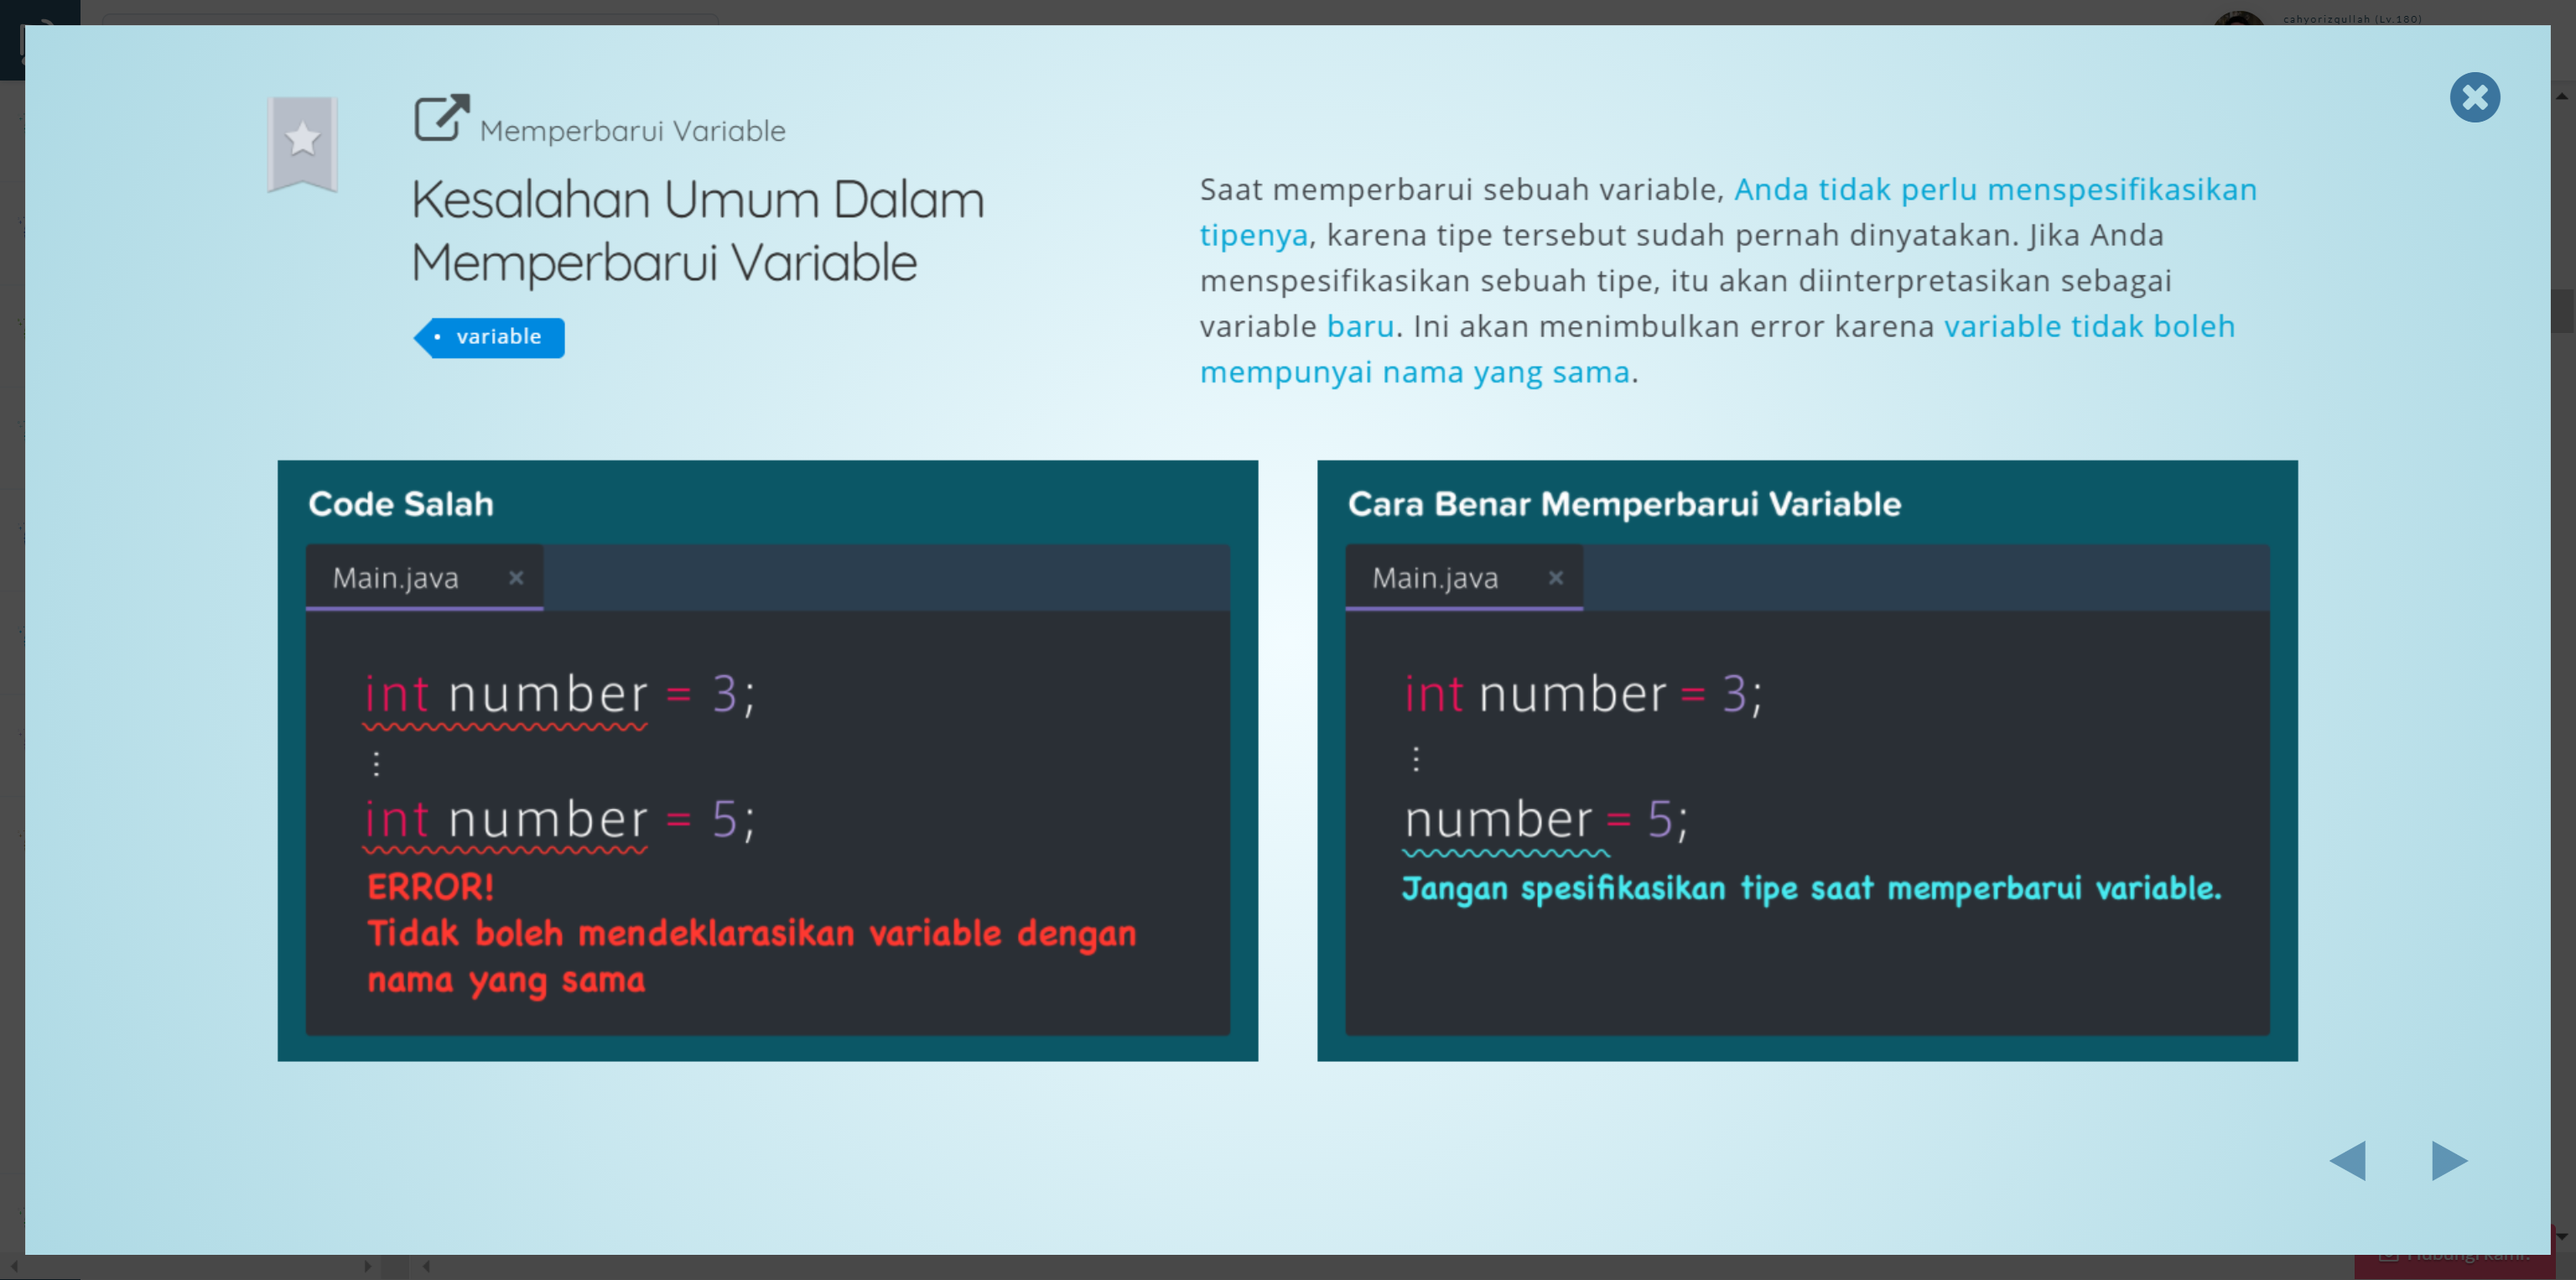 cahyorizqullah (Lv.180)
Memperbarui Variable
Kesalahan Umum Dalam
Memperbarui Variable
• variable
Saat memperbarui sebuah variable, Anda tidak perlu menspesifikasikan
tipenya, karena tipe tersebut sudah pernah dinyatakan. Jika Anda
menspesifikasikan sebuah tipe, itu akan diinterpretasikan sebagai
variable baru. Ini akan menimbulkan error karena variable tidak boleh
mempunyai nama yang sama.
Code Salah
Main.java ×
int number = 3;
⋮
int number = 5;
ERROR!
Tidak boleh mendeklarasikan variable dengan
nama yang sama
Cara Benar Memperbarui Variable
Main.java ×
int number = 3;
⋮
number = 5;
Jangan spesifikasikan tipe saat memperbarui variable.
Hubungi kami.